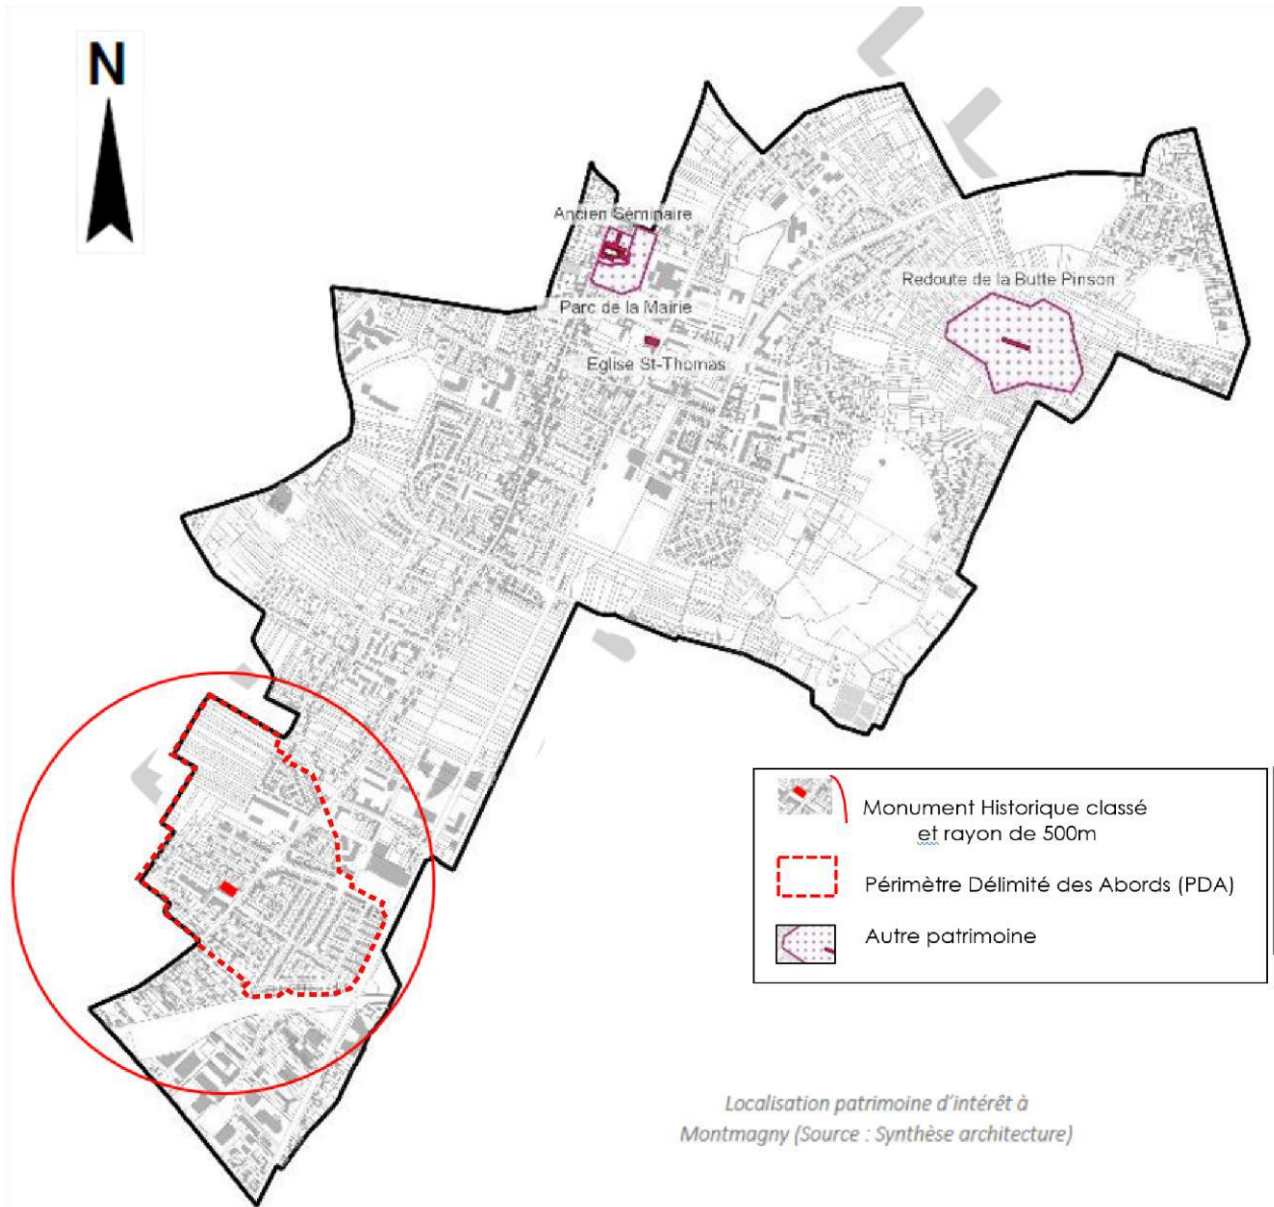 N
Ancien Séminaire
Parc de la Mairie
Eglise St-Thomas
Redoute de la Butte Pinson
Monument Historique classé
et rayon de 500m
Périmètre Délimité des Abords (PDA)
Autre patrimoine
Localisation patrimoine d'intérêt à
Montmagny (Source : Synthèse architecture)